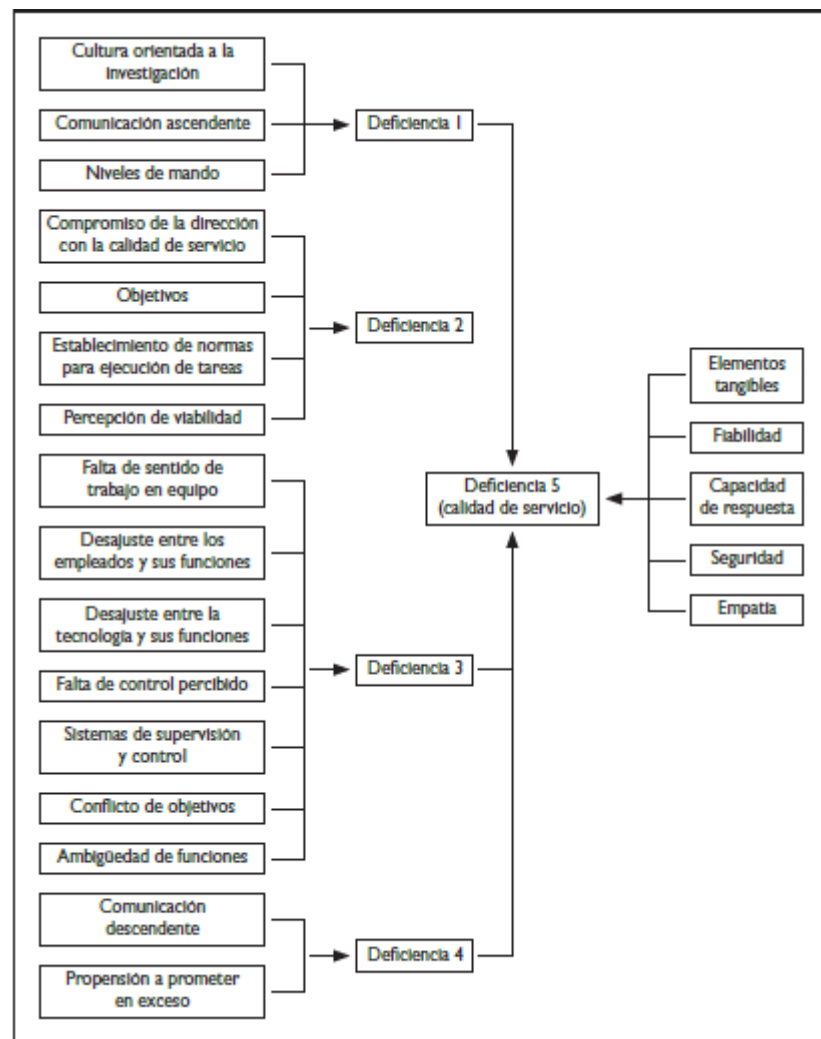 Cultura orientada a la
investigación
Comunicación ascendente
Niveles de mando
Deficiencia 1
Compromiso de la dirección
con la calidad de servicio
Objetivos
Establecimiento de normas
para ejecución de tareas
Percepción de viabilidad
Deficiencia 2
Falta de sentido de
trabajo en equipo
Desajuste entre los
empleados y sus funciones
Desajuste entre la
tecnología y sus funciones
Falta de control percibido
Sistemas de supervisión
y control
Conflicto de objetivos
Ambigüedad de funciones
Deficiencia 3
Comunicación
descendente
Propensión a prometer
en exceso
Deficiencia 4
Deficiencia 5
(calidad de servicio)
Elementos
tangibles
Fiabilidad
Capacidad
de respuesta
Seguridad
Empatía